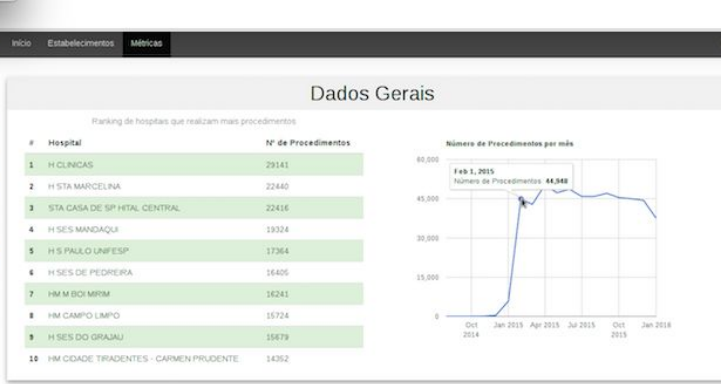 Início Estabelecimentos Métricas
Dados Gerais
Ranking de hospitais que realizam mais procedimentos
# Hospital Nº de Procedimentos
1 H CLINICAS 29141
2 H STA MARCELINA 22440
3 STA CASA DE SP HITAL CENTRAL 22416
4 H SES MANDAQUI 19324
5 H S PAULO UNIFESP 17364
6 H SES DE PEDREIRA 16405
7 HM M BOI MIRIM 16241
8 HM CAMPO LIMPO 15724
9 H SES DO GRAJAU 15679
10 HM CIDADE TIRADENTES - CARMEN PRUDENTE 14352
Número de Procedimentos por mês
60,000
Feb 1, 2015
Número de Procedimentos: 44,948
45,000
30,000
15,000
0
Oct 2014 Jan 2015 Apr 2015 Jul 2015 Oct 2015 Jan 2016